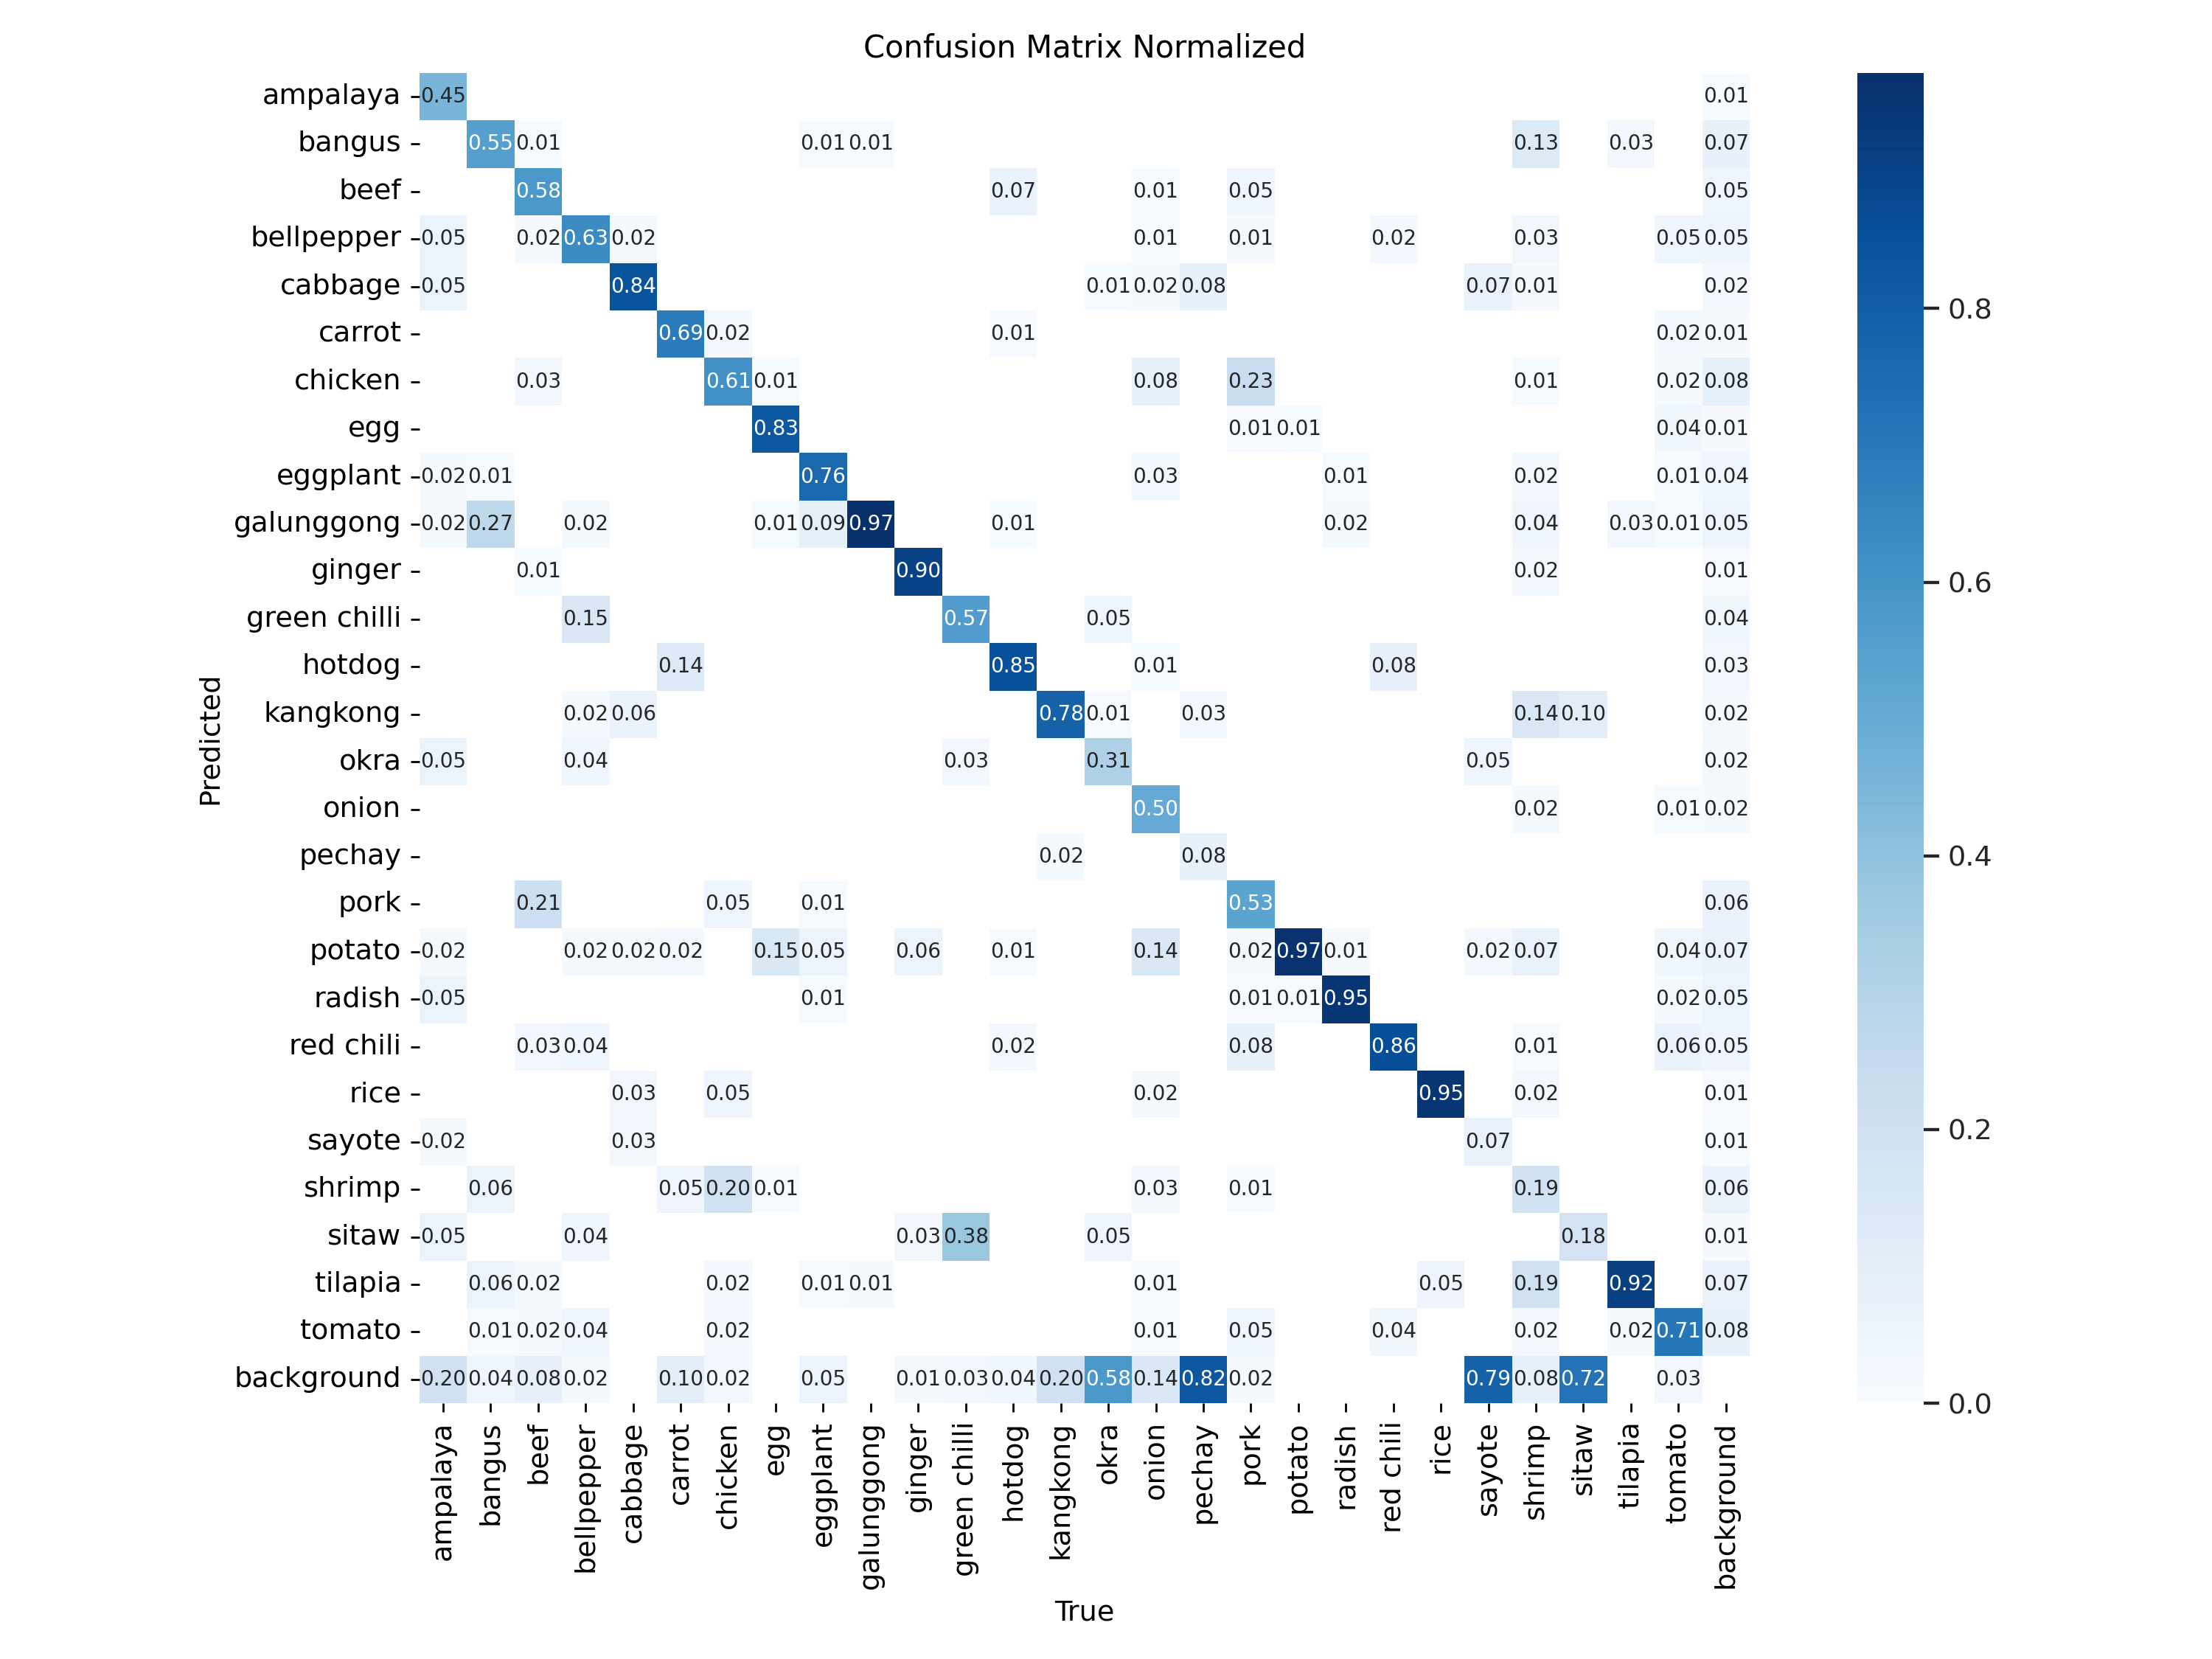 Confusion Matrix Normalized
ampalaya 0.45 0.01
bangus 0.55 0.01 0.01 0.01 0.13 0.03 0.07
beef 0.58 0.07 0.01 0.05 0.05
bellpepper 0.05 0.02 0.63 0.02 0.01 0.01 0.02 0.03 0.05 0.05
cabbage 0.05 0.84 0.01 0.02 0.08 0.07 0.01 0.02
0.8
carrot 0.69 0.02 0.01 0.02 0.01
chicken 0.03 0.61 0.01 0.08 0.23 0.01 0.02 0.08
egg 0.83 0.01 0.01 0.04 0.01
eggplant 0.02 0.01 0.76 0.03 0.01 0.02 0.01 0.04
galunggong 0.02 0.27 0.02 0.01 0.09 0.97 0.01 0.02 0.04 0.03 0.01 0.05
ginger 0.01 0.90 0.02 0.01
0.6
green chilli 0.15 0.57 0.05 0.04
hotdog 0.14 0.85 0.01 0.08 0.03
kangkong 0.02 0.06 0.78 0.01 0.03 0.14 0.10 0.02
Predicted
okra 0.05 0.04 0.03 0.31 0.05 0.02
onion 0.50 0.02 0.01 0.02
pechay 0.02 0.08
0.4
pork 0.21 0.05 0.01 0.53 0.06
potato 0.02 0.02 0.02 0.02 0.15 0.05 0.06 0.01 0.14 0.02 0.97 0.01 0.02 0.07 0.04 0.07
radish 0.05 0.01 0.01 0.01 0.95 0.02 0.05
red chili 0.03 0.04 0.02 0.08 0.86 0.01 0.06 0.05
rice 0.03 0.05 0.02 0.95 0.02 0.01
0.2
sayote 0.02 0.03 0.07 0.01
shrimp 0.06 0.05 0.20 0.01 0.03 0.01 0.19 0.06
sitaw 0.05 0.04 0.03 0.38 0.05 0.18 0.01
tilapia 0.06 0.02 0.02 0.01 0.01 0.01 0.05 0.19 0.92 0.07
tomato 0.01 0.02 0.04 0.02 0.01 0.05 0.04 0.02 0.02 0.71 0.08
background 0.20 0.04 0.08 0.02 0.10 0.02 0.05 0.01 0.03 0.04 0.20 0.58 0.14 0.82 0.02 0.79 0.08 0.72 0.03
0.0
ampalaya bangus beef bellpepper cabbage carrot chicken egg eggplant galunggong ginger green chilli hotdog kangkong okra onion pechay pork potato radish red chili rice sayote shrimp sitaw tilapia tomato background
True